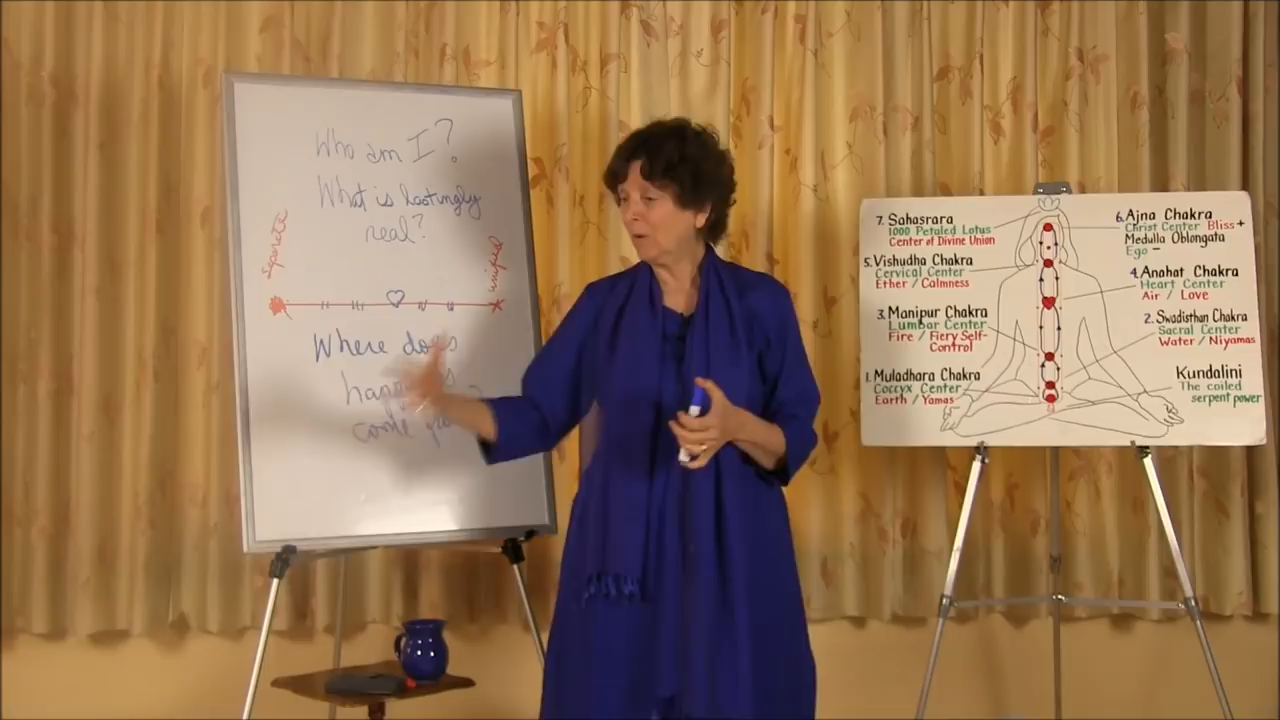 Who am I?
What is lastingly
real?
separate
unified
Where does
come
7. Sahasrara
1000 Petaled Lotus
Center of Divine Union
6. Ajna Chakra
Christ Center Bliss +
Medulla Oblongata
Ego –
5. Vishudha Chakra
Cervical Center
Ether / Calmness
4. Anahat Chakra
Heart Center
Air / Love
3. Manipur Chakra
Lumbar Center
Fire / Fiery Self-
Control
2. Swadisthan Chakra
Sacral Center
Water / Niyamas
1. Muladhara Chakra
Coccyx Center
Earth / Yamas
Kundalini
The coiled
serpent power